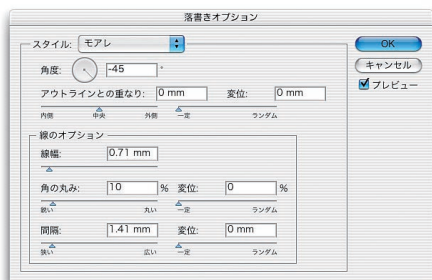 落書きオプション
スタイル: モアレ
OK
キャンセル
プレビュー
角度: -45 °
アウトラインとの重なり: 0 mm 変位: 0 mm
内側 中央 外側 一定 ランダム
線のオプション
線幅: 0.71 mm
角の丸み: 10 % 変位: 0 %
鋭い 丸い 一定 ランダム
間隔: 1.41 mm 変位: 0 mm
狭い 広い 一定 ランダム